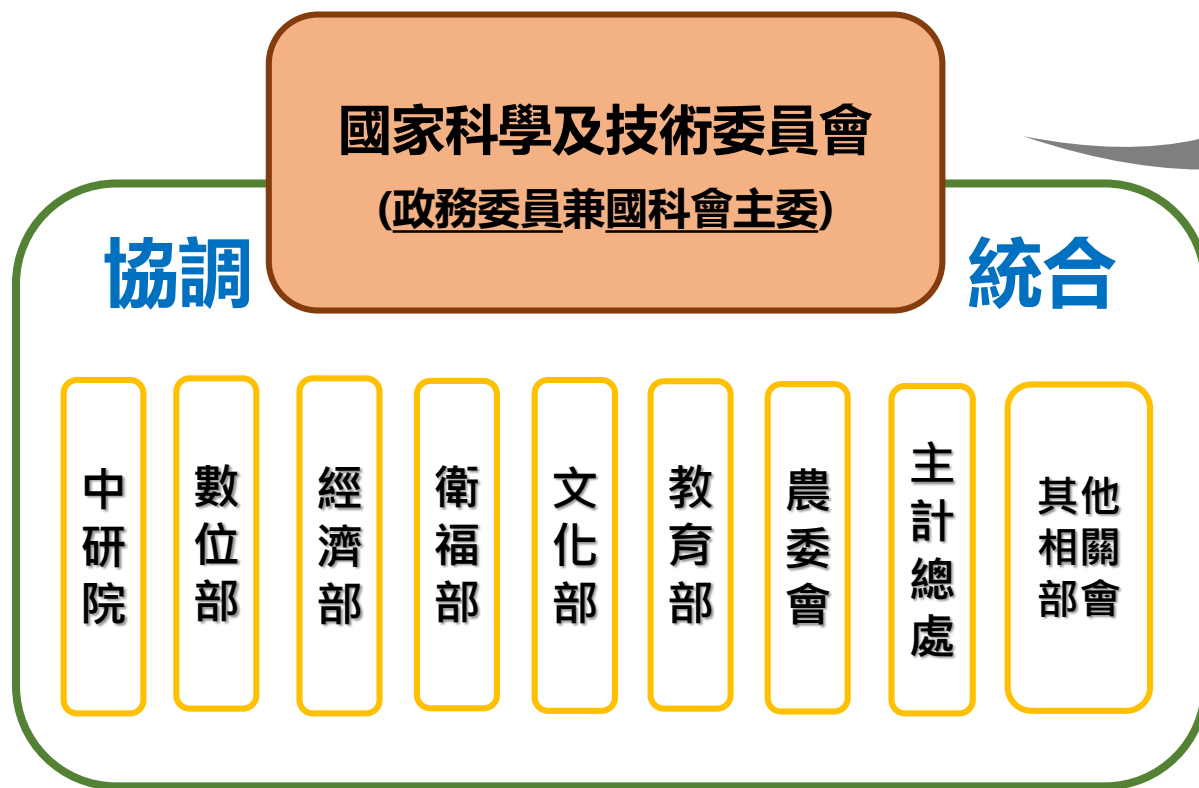 國家科學及技術委員會
(政務委員兼國科會主委)
協調
統合
中研院
數位部
經濟部
衛福部
文化部
教育部
農委會
主計總處
其他
相關
部會